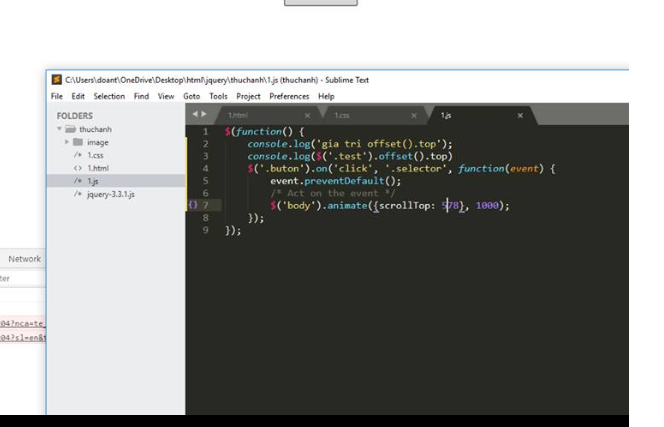 C:\Users\doant\OneDrive\Desktop\html\jquery\thuchanh\1.js (thuchanh) - Sublime Text
File Edit Selection Find View Goto Tools Project Preferences Help
FOLDERS
thuchanh
image
/* 1.css
<> 1.html
/* 1.js
/* jquery-3.3.1.js
1.html × 1.css × 1.js ×
1 $(function() {
2 console.log('gia tri offset().top');
3 console.log($('.test').offset().top)
4 $('.buton').on('click', '.selector', function(event) {
5 event.preventDefault();
6 /* Act on the event */
{} 7 $('body').animate({scrollTop: 578}, 1000);
8 });
9 });
Network
ter
04?nca=te_
04?sl=en&t